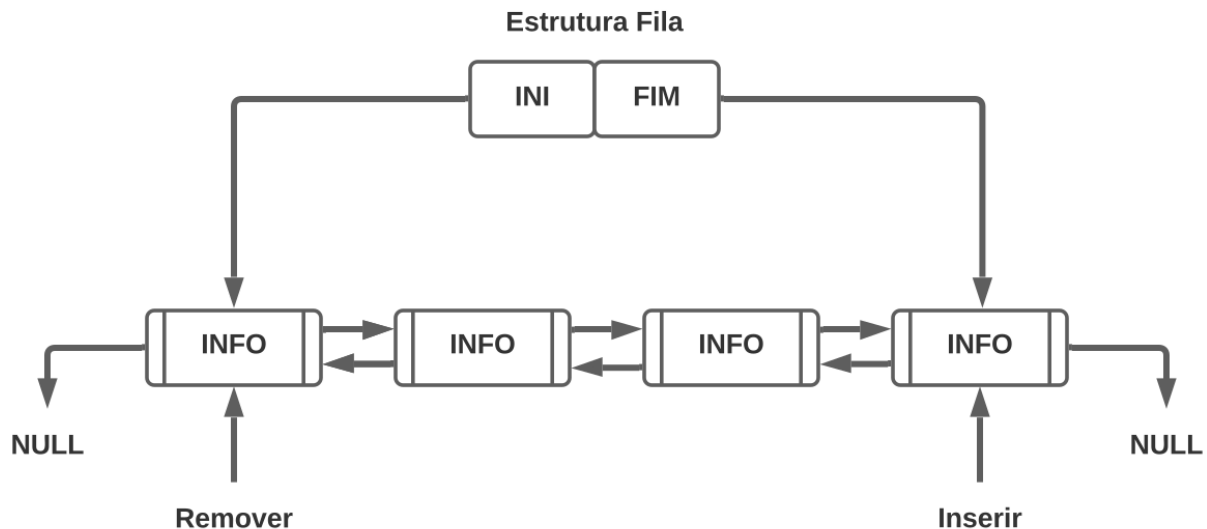 Estrutura Fila
INI FIM
INFO INFO INFO INFO
NULL NULL
Remover Inserir